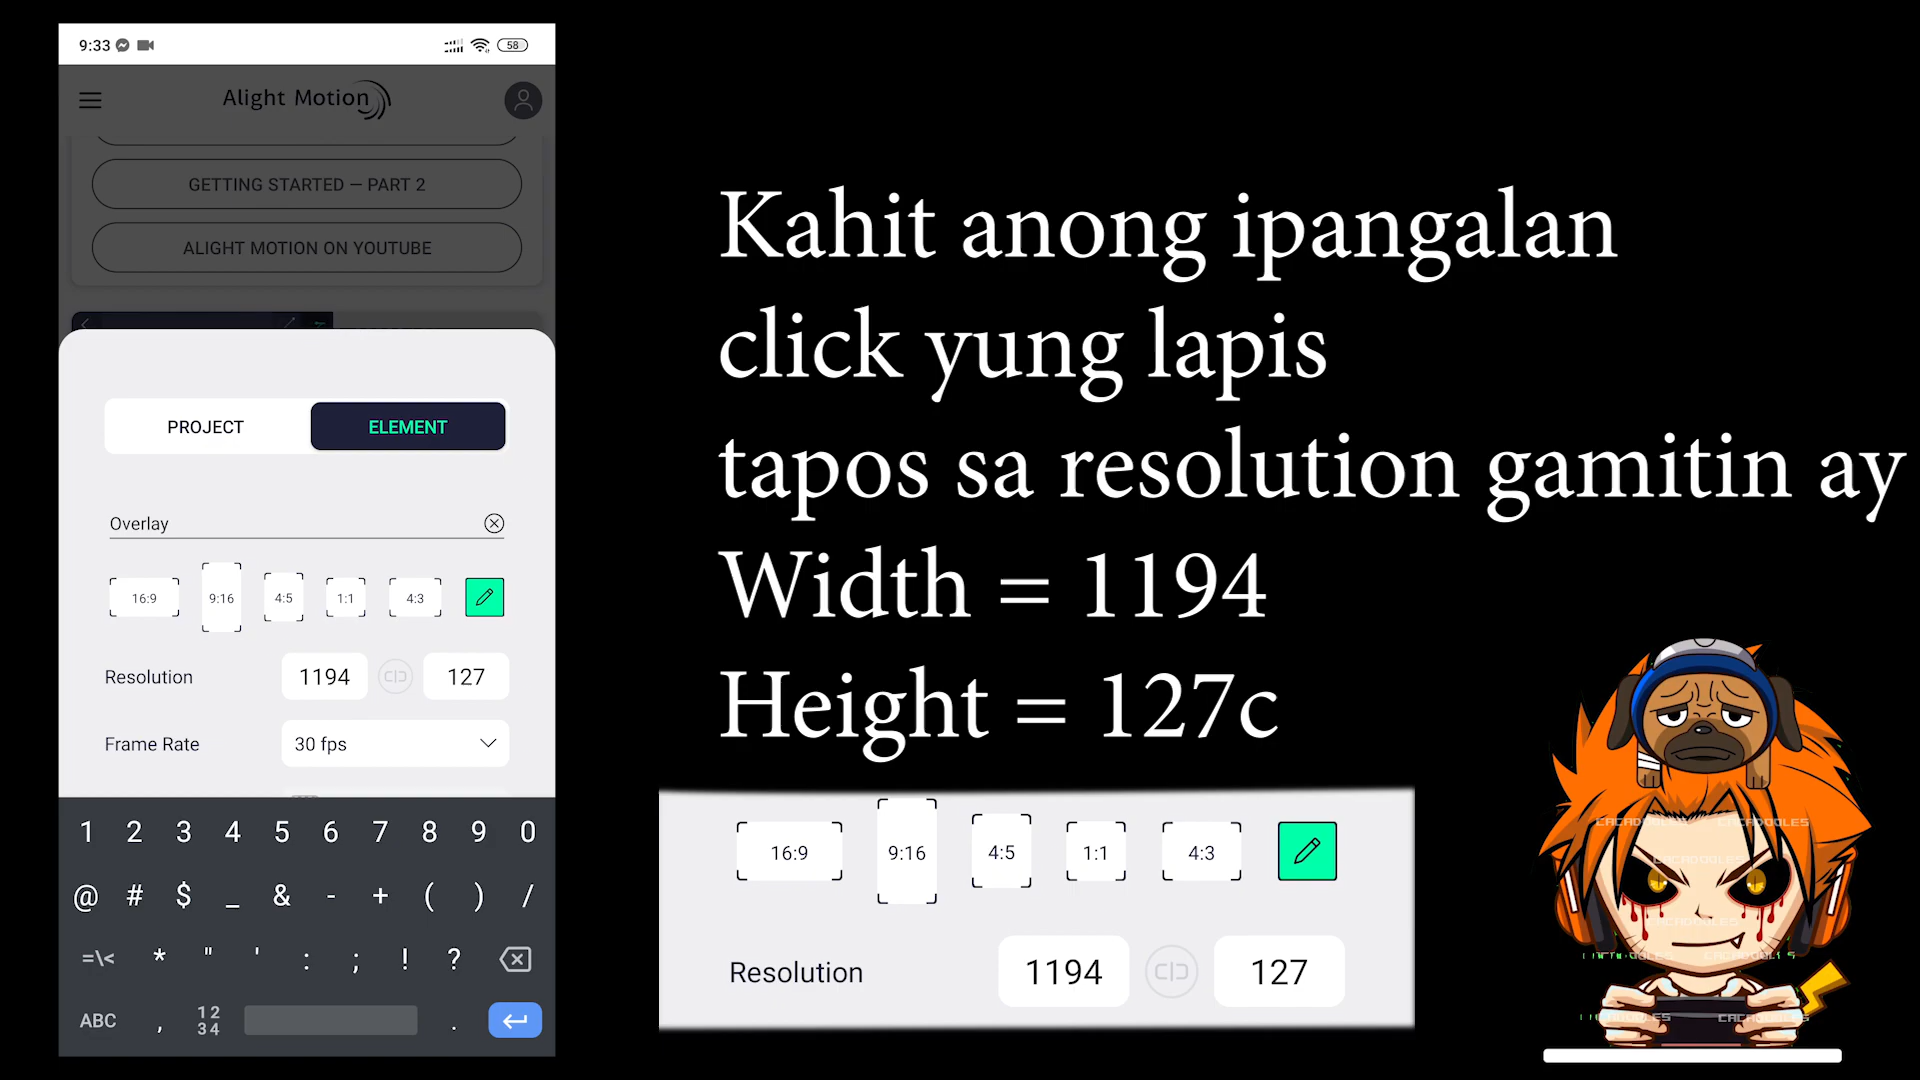 9:33
58
Alight Motion
GETTING STARTED – PART 2
ALIGHT MOTION ON YOUTUBE
PROJECT
ELEMENT
Overlay
16:9
9:16
4:5
1:1
4:3
Resolution
1194
127
Frame Rate
30 fps
1 2 3 4 5 6 7 8 9 0
@ # $ _ & - + ( ) /
=\< * " ' : ; ! ?
ABC , 12 34 .
Kahit anong ipangalan
click yung lapis
tapos sa resolution gamitin ay
Width = 1194
Height = 127c
16:9
9:16
4:5
1:1
4:3
Resolution
1194
127
CACADOODLES